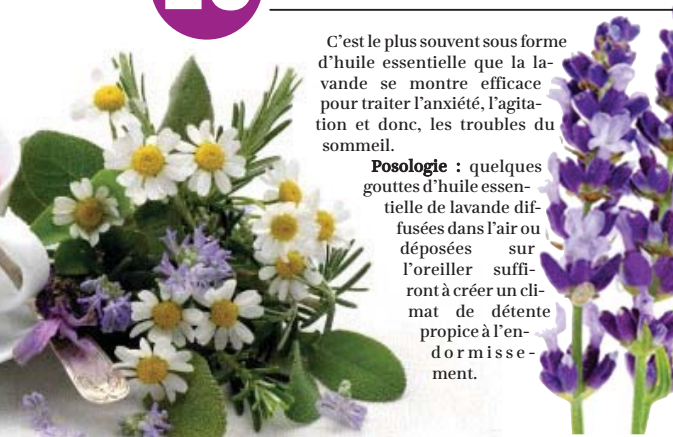 C'est le plus souvent sous forme
d'huile essentielle que la la-
vande se montre efficace
pour traiter l'anxiété, l'agita-
tion et donc, les troubles du
sommeil.
Posologie : quelques
gouttes d'huile essen-
tielle de lavande dif-
fusées dans l'air ou
déposées sur
l'oreiller suffi-
ront à créer un cli-
mat de détente
propice à l'en-
dormisse-
ment.